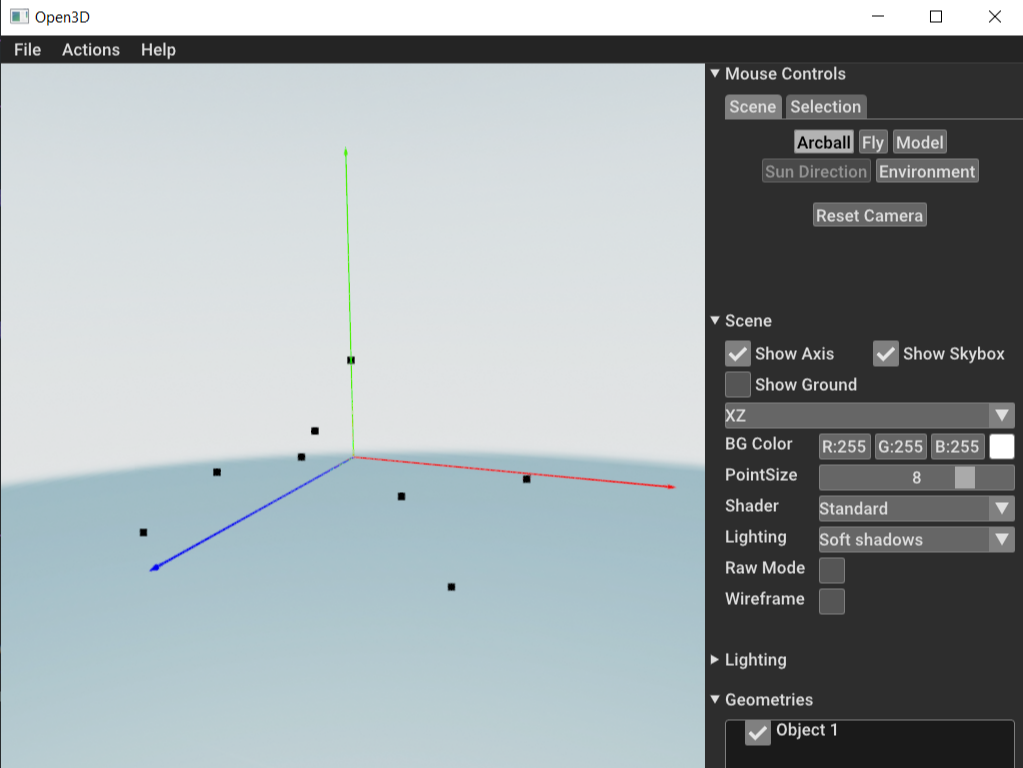 Open3D
File Actions Help
Mouse Controls
Scene Selection
Arcball Fly Model
Sun Direction Environment
Reset Camera
Scene
Show Axis Show Skybox
Show Ground
XZ
BG Color R:255 G:255 B:255
PointSize 8
Shader Standard
Lighting Soft shadows
Raw Mode
Wireframe
Lighting
Geometries
Object 1